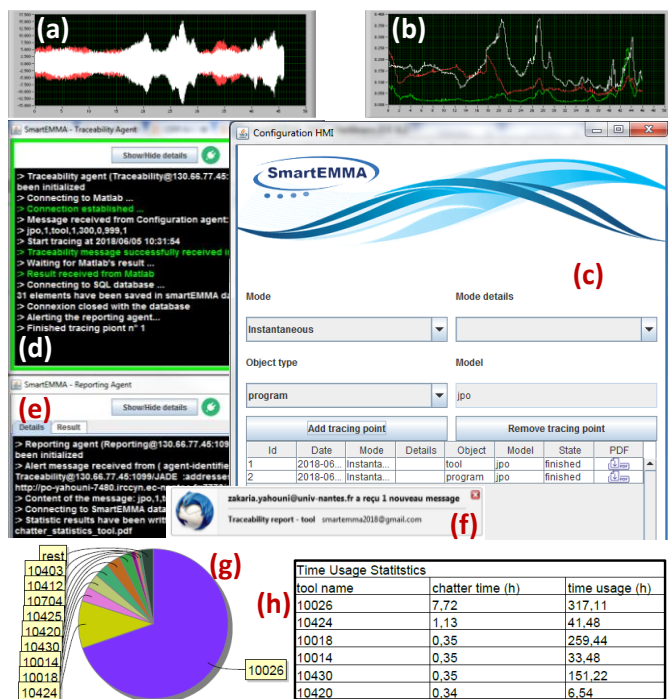 (a)
(b)
SmartEMMA - Traceability Agent
Show/Hide details
> Traceability agent (Traceability@130.66.77.45:
been initialized
> Connecting to Matlab ...
> Connection established ...
> Message received from Configuration agent:
> jpo,1,tool,1,300,0,999,1
> Start tracing at 2018/06/05 10:31:54
> Traceability message successfully received i
> Waiting for Matlab's result ...
> Result received from Matlab
> Connecting to SQL database ...
31 elements have been saved in smartEMMA da
> Connexion closed with the database
> Alerting the reporting agent...
> Finished tracing piont n° 1
(d)
Configuration HMI
SmartEMMA
(c)
Mode
Mode details
Instantaneous
Object type
Model
program
jpo
Add tracing point
Remove tracing point
Id Date Mode Details Object Model State PDF
1 2018-06... Instanta... tool jpo finished
2 2018-06... Instanta... program jpo finished
SmartEMMA - Reporting Agent
(e)
Show/Hide details
Details Result
> Reporting agent (Reporting@130.66.77.45:109
been initialized
> Alert message received from ( agent-identifie
Traceability@130.66.77.45:1099/JADE :addresse
> Content of the message: jpo,1,t
> Connecting to SmartEMMA data
> Statistic results have been writ
chatter_statistics_tool.pdf
zakaria.yahouni@univ-nantes.fr a reçu 1 nouveau message
Traceability report - tool smartemma2018@gmail.com
(f)
(g)
rest
10403
10412
10704
10425
10420
10430
10014
10018
10424
10026
(h)
Time Usage Statitstics
tool name chatter time (h) time usage (h)
10026 7,72 317,11
10424 1,13 41,48
10018 0,35 259,44
10014 0,35 33,48
10430 0,35 151,22
10420 0,34 6,54